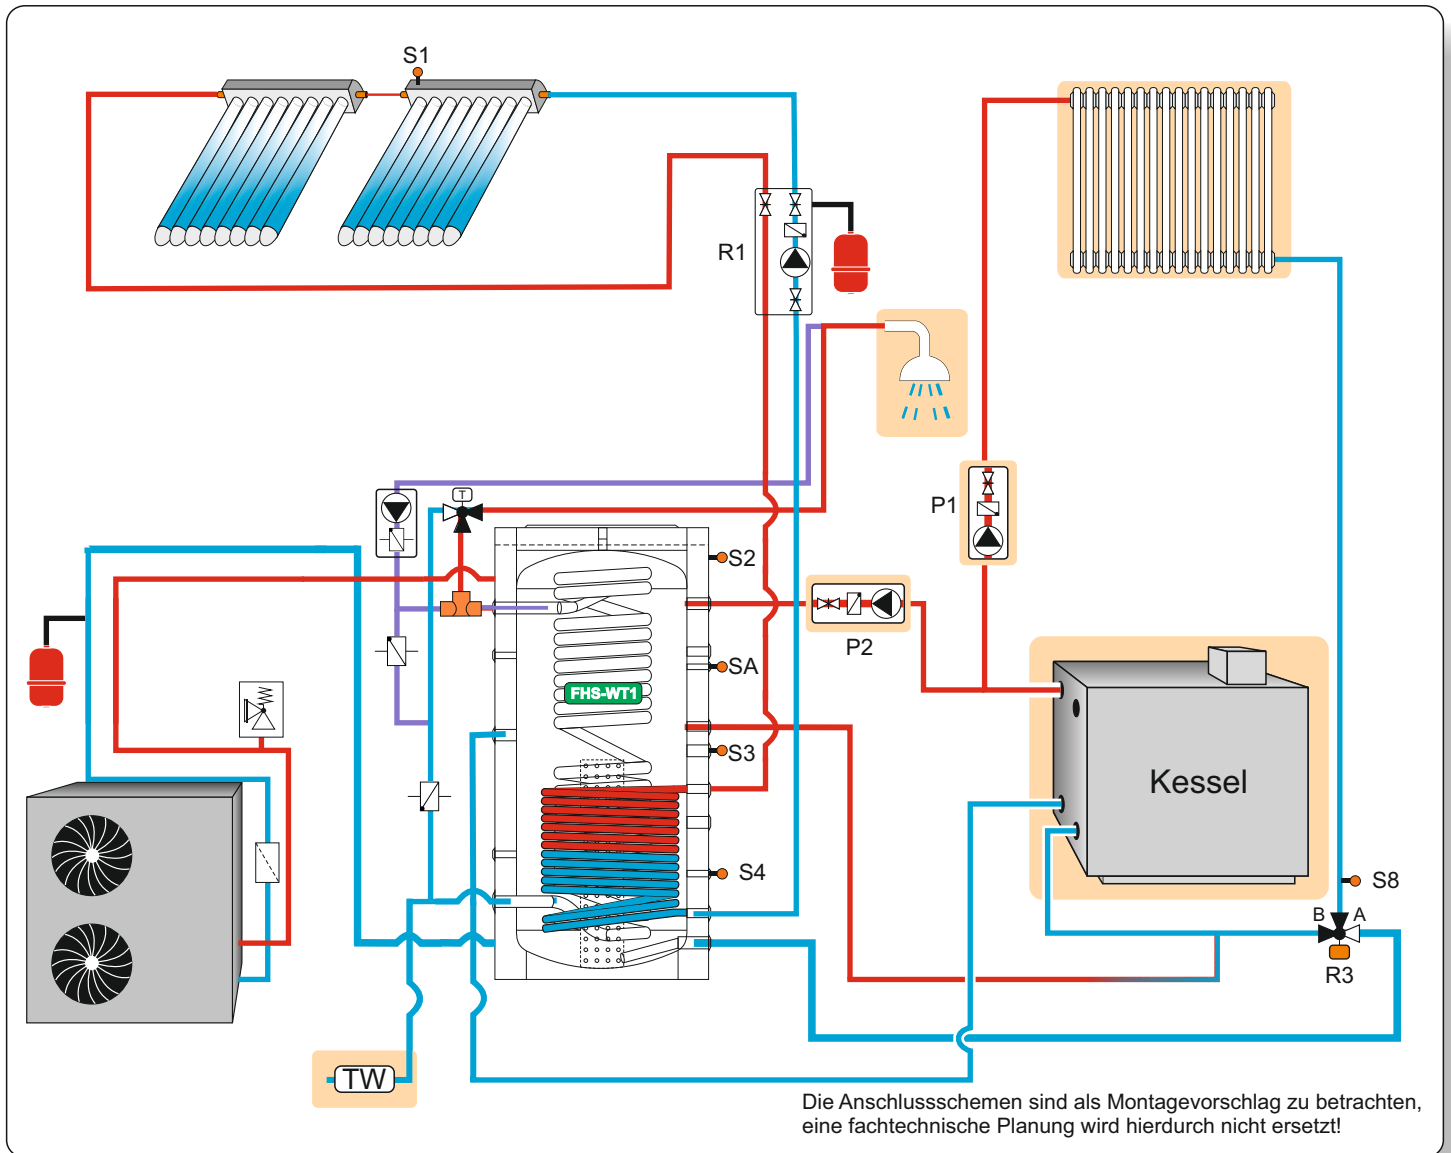 S1
R1
T
P1
S2
P2
SA
FHS-WT1
S3
Kessel
S4
S8
B
A
R3
TW
Die Anschlussschemen sind als Montagevorschlag zu betrachten,
eine fachtechnische Planung wird hierdurch nicht ersetzt!